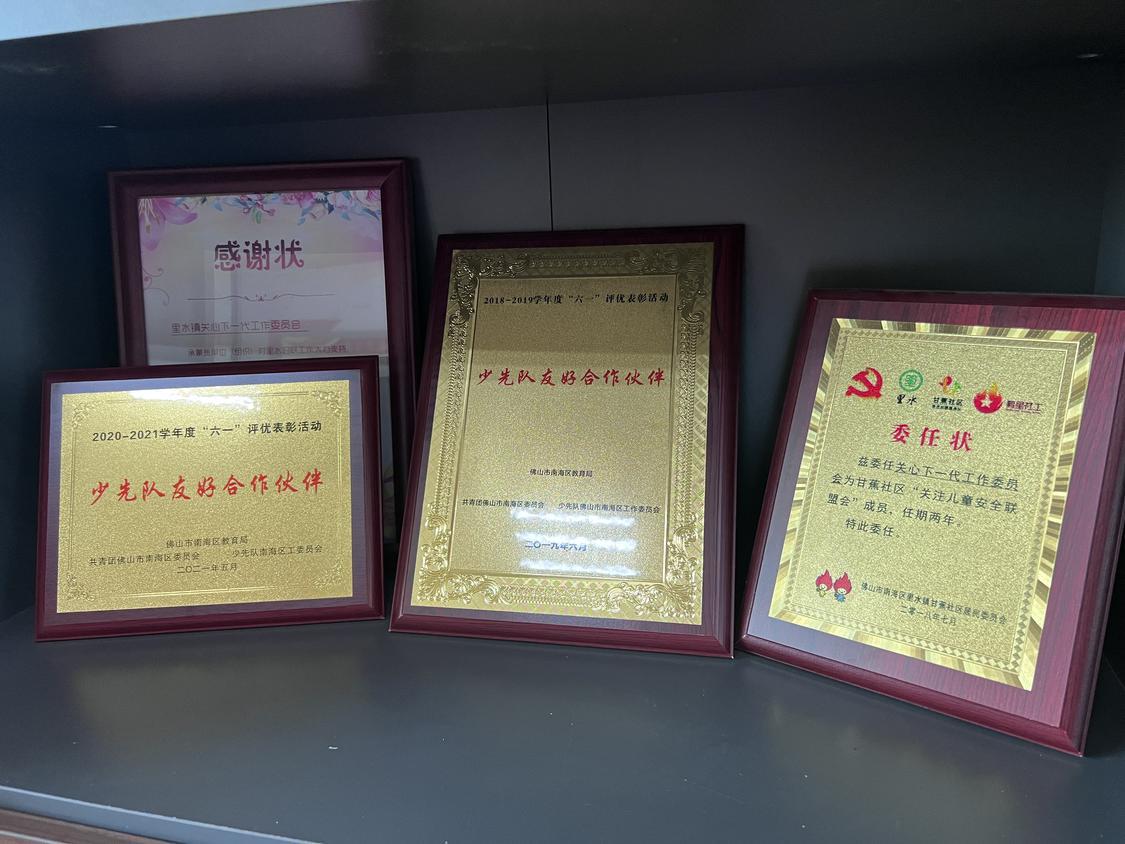 感谢状
里水镇关心下一代工作委员会
2020-2021学年度“六一”评优表彰活动
少先队友好合作伙伴
佛山市南海区教育局
共青团佛山市南海区委员会 少先队南海区工委员会
二〇二一年五月
2018-2019学年度“六一”评优表彰活动
少先队友好合作伙伴
佛山市南海区教育局
共青团佛山市南海区委员会 少先队佛山市南海区工作委员会
二〇一九年六月
里水 甘蕉社区
委任状
兹委任关心下一代工作委员
会为甘蕉社区“关注儿童安全联
盟会”成员，任期两年。
特此委任
佛山市南海区里水镇甘蕉社区居民委员会
二零一八年七月